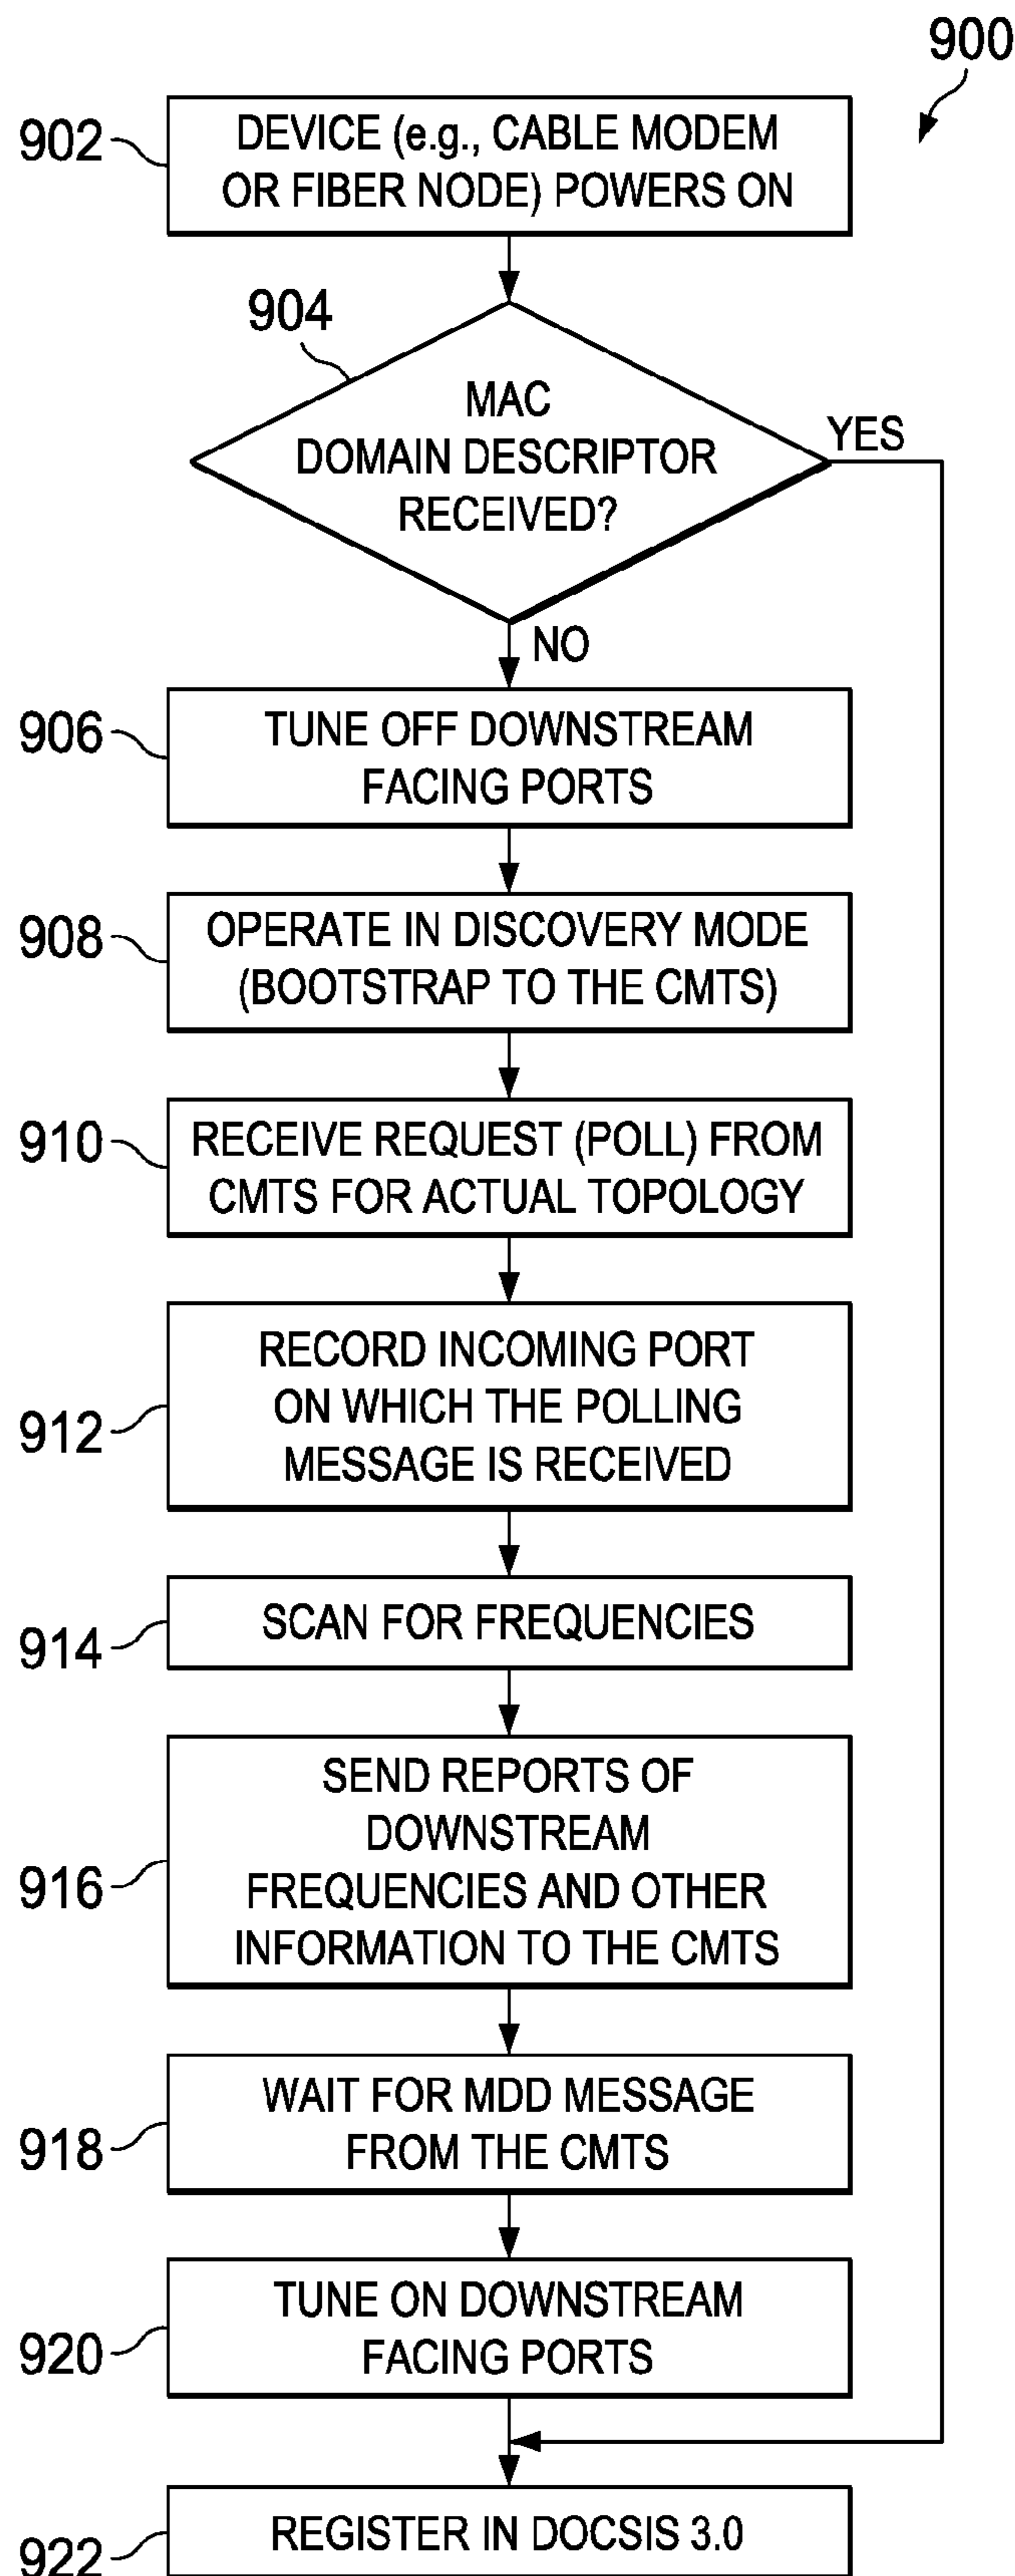 900
902
DEVICE (e.g., CABLE MODEM
OR FIBER NODE) POWERS ON
904
MAC
DOMAIN DESCRIPTOR
RECEIVED?
YES
NO
906
TUNE OFF DOWNSTREAM
FACING PORTS
908
OPERATE IN DISCOVERY MODE
(BOOTSTRAP TO THE CMTS)
910
RECEIVE REQUEST (POLL) FROM
CMTS FOR ACTUAL TOPOLOGY
912
RECORD INCOMING PORT
ON WHICH THE POLLING
MESSAGE IS RECEIVED
914
SCAN FOR FREQUENCIES
916
SEND REPORTS OF
DOWNSTREAM
FREQUENCIES AND OTHER
INFORMATION TO THE CMTS
918
WAIT FOR MDD MESSAGE
FROM THE CMTS
920
TUNE ON DOWNSTREAM
FACING PORTS
922
REGISTER IN DOCSIS 3.0